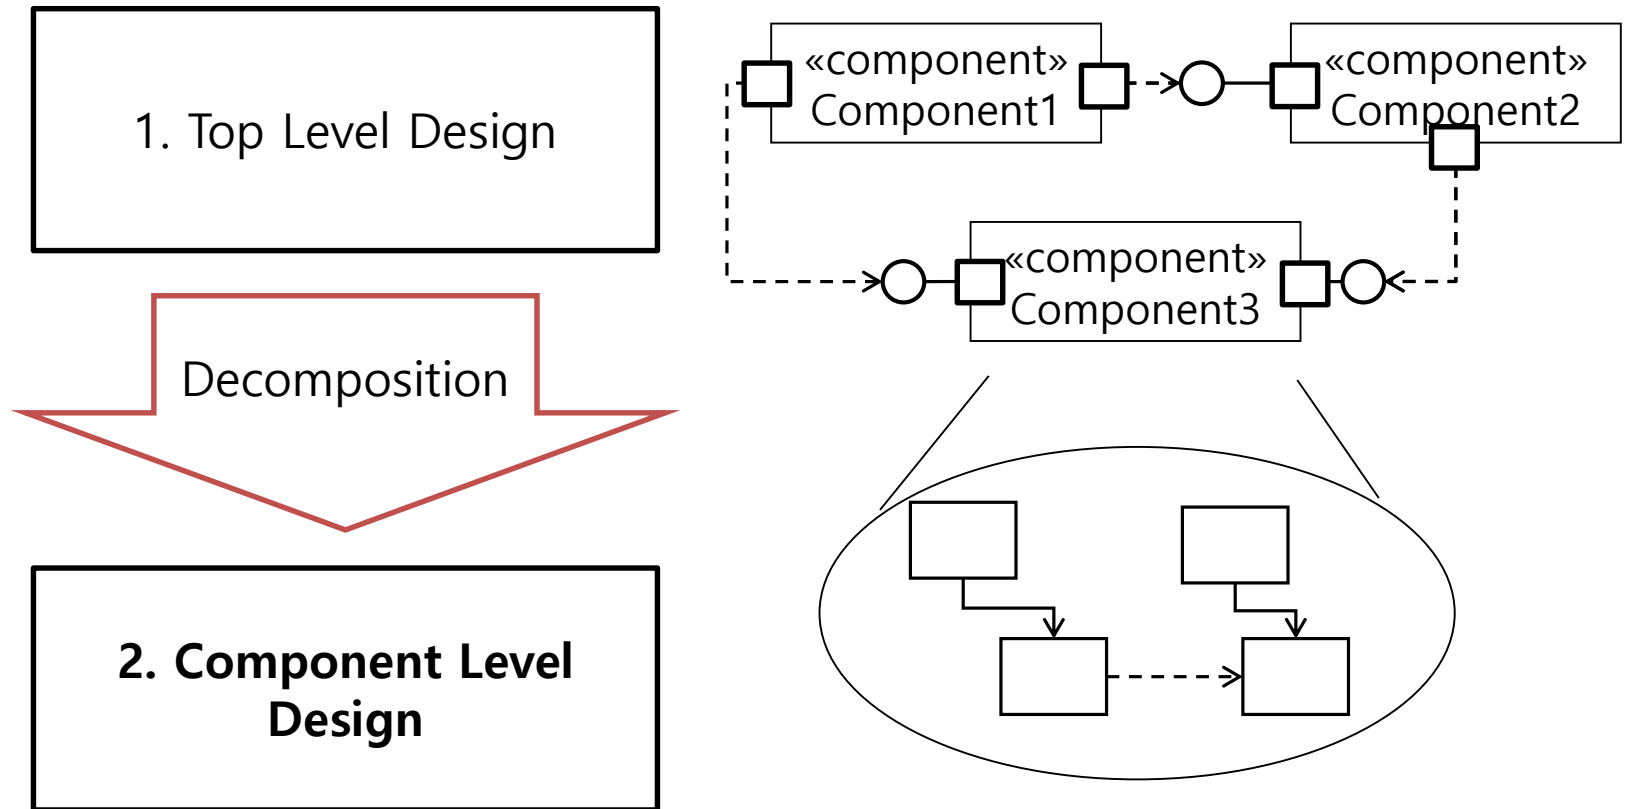 1. Top Level Design
Decomposition
2. Component Level
Design
«component»
Component1
«component»
Component2
«component»
Component3